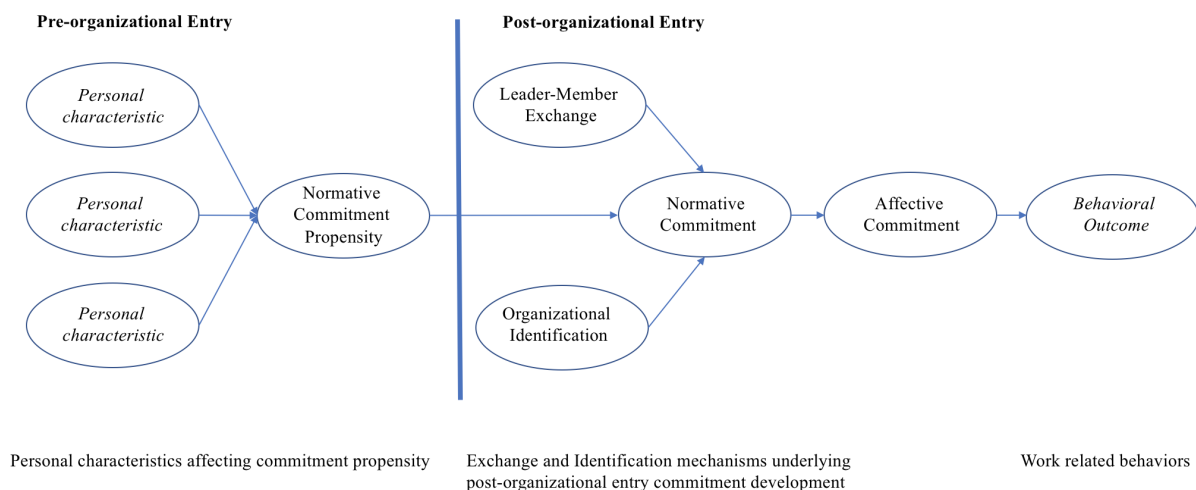 Pre-organizational Entry
Post-organizational Entry
Personal
characteristic
Personal
characteristic
Personal
characteristic
Normative
Commitment
Propensity
Leader-Member
Exchange
Organizational
Identification
Normative
Commitment
Affective
Commitment
Behavioral
Outcome
Personal characteristics affecting commitment propensity
Exchange and Identification mechanisms underlying
post-organizational entry commitment development
Work related behaviors